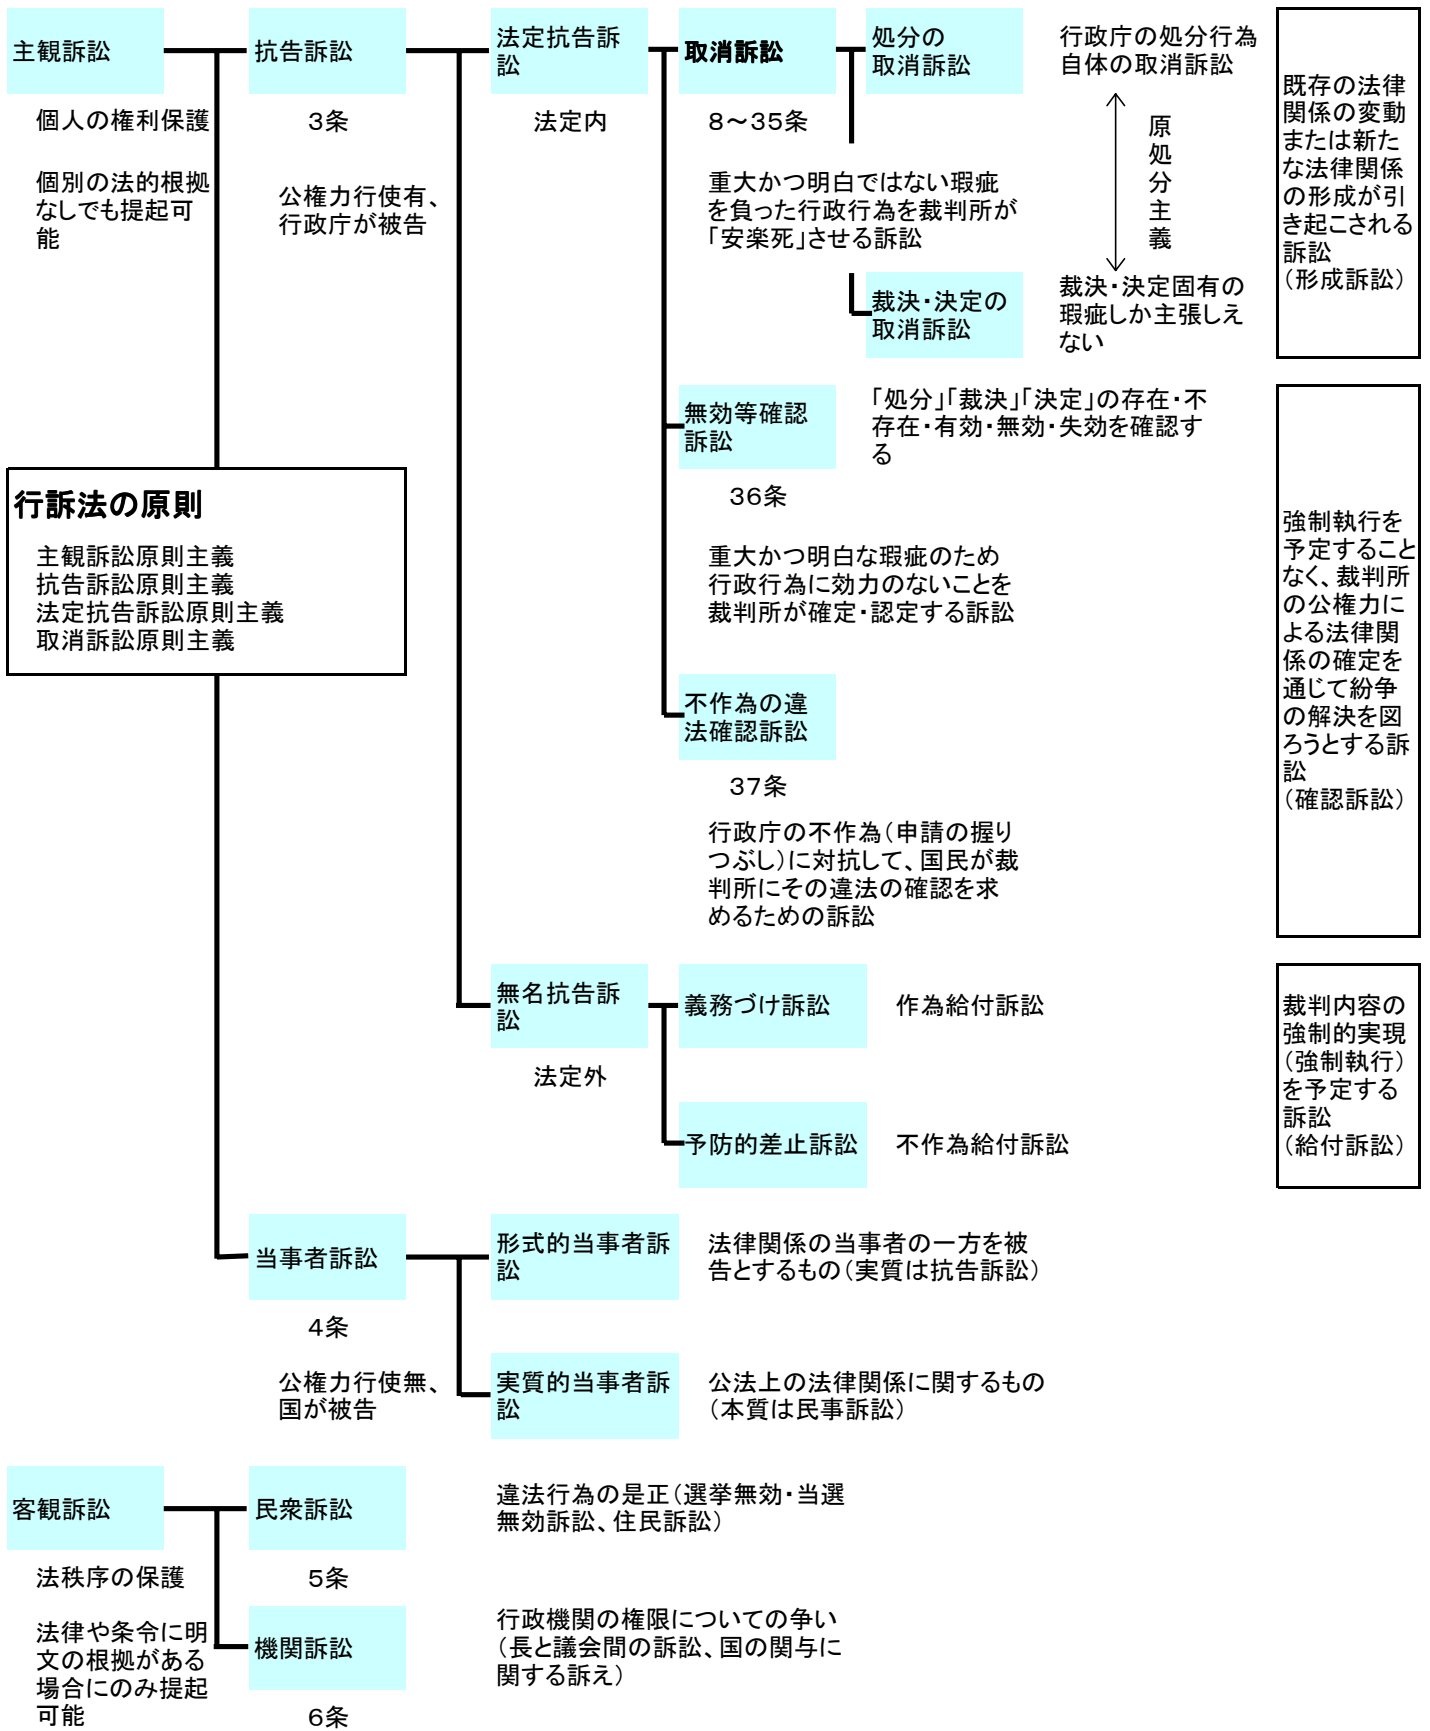 主観訴訟
個人の権利保護
個別の法的根拠
なしでも提起可
能
抗告訴訟
3条
公権力行使有、
行政庁が被告
法定抗告訴
訟
法定内
取消訴訟
8～35条
重大かつ明白ではない瑕疵
を負った行政行為を裁判所が
「安楽死」させる訴訟
処分の
取消訴訟
行政庁の処分行為
自体の取消訴訟
原処分主義
裁決・決定の
取消訴訟
裁決・決定固有の
瑕疵しか主張しえ
ない
既存の法律
関係の変動
または新た
な法律関係
の形成が引
き起こされる
訴訟
（形成訴訟）
無効等確認
訴訟
「処分」「裁決」「決定」の存在・不
存在・有効・無効・失効を確認す
る
36条
重大かつ明白な瑕疵のため
行政行為に効力のないことを
裁判所が確定・認定する訴訟
行訴法の原則
主観訴訟原則主義
抗告訴訟原則主義
法定抗告訴訟原則主義
取消訴訟原則主義
不作為の違
法確認訴訟
37条
行政庁の不作為（申請の握り
つぶし）に対抗して、国民が裁
判所にその違法の確認を求
めるための訴訟
強制執行を
予定すること
なく、裁判所
の公権力に
よる法律関
係の確定を
通じて紛争
の解決を図
ろうとする訴
訟
（確認訴訟）
無名抗告訴
訟
法定外
義務づけ訴訟
作為給付訴訟
予防的差止訴訟
不作為給付訴訟
裁判内容の
強制的実現
（強制執行）
を予定する
訴訟
（給付訴訟）
当事者訴訟
4条
公権力行使無、
国が被告
形式的当事者訴
訟
法律関係の当事者の一方を被
告とするもの（実質は抗告訴訟）
実質的当事者訴
訟
公法上の法律関係に関するもの
（本質は民事訴訟）
客観訴訟
法秩序の保護
法律や条令に明
文の根拠がある
場合にのみ提起
可能
民衆訴訟
5条
違法行為の是正（選挙無効・当選
無効訴訟、住民訴訟）
機関訴訟
6条
行政機関の権限についての争い
（長と議会間の訴訟、国の関与に
関する訴え）